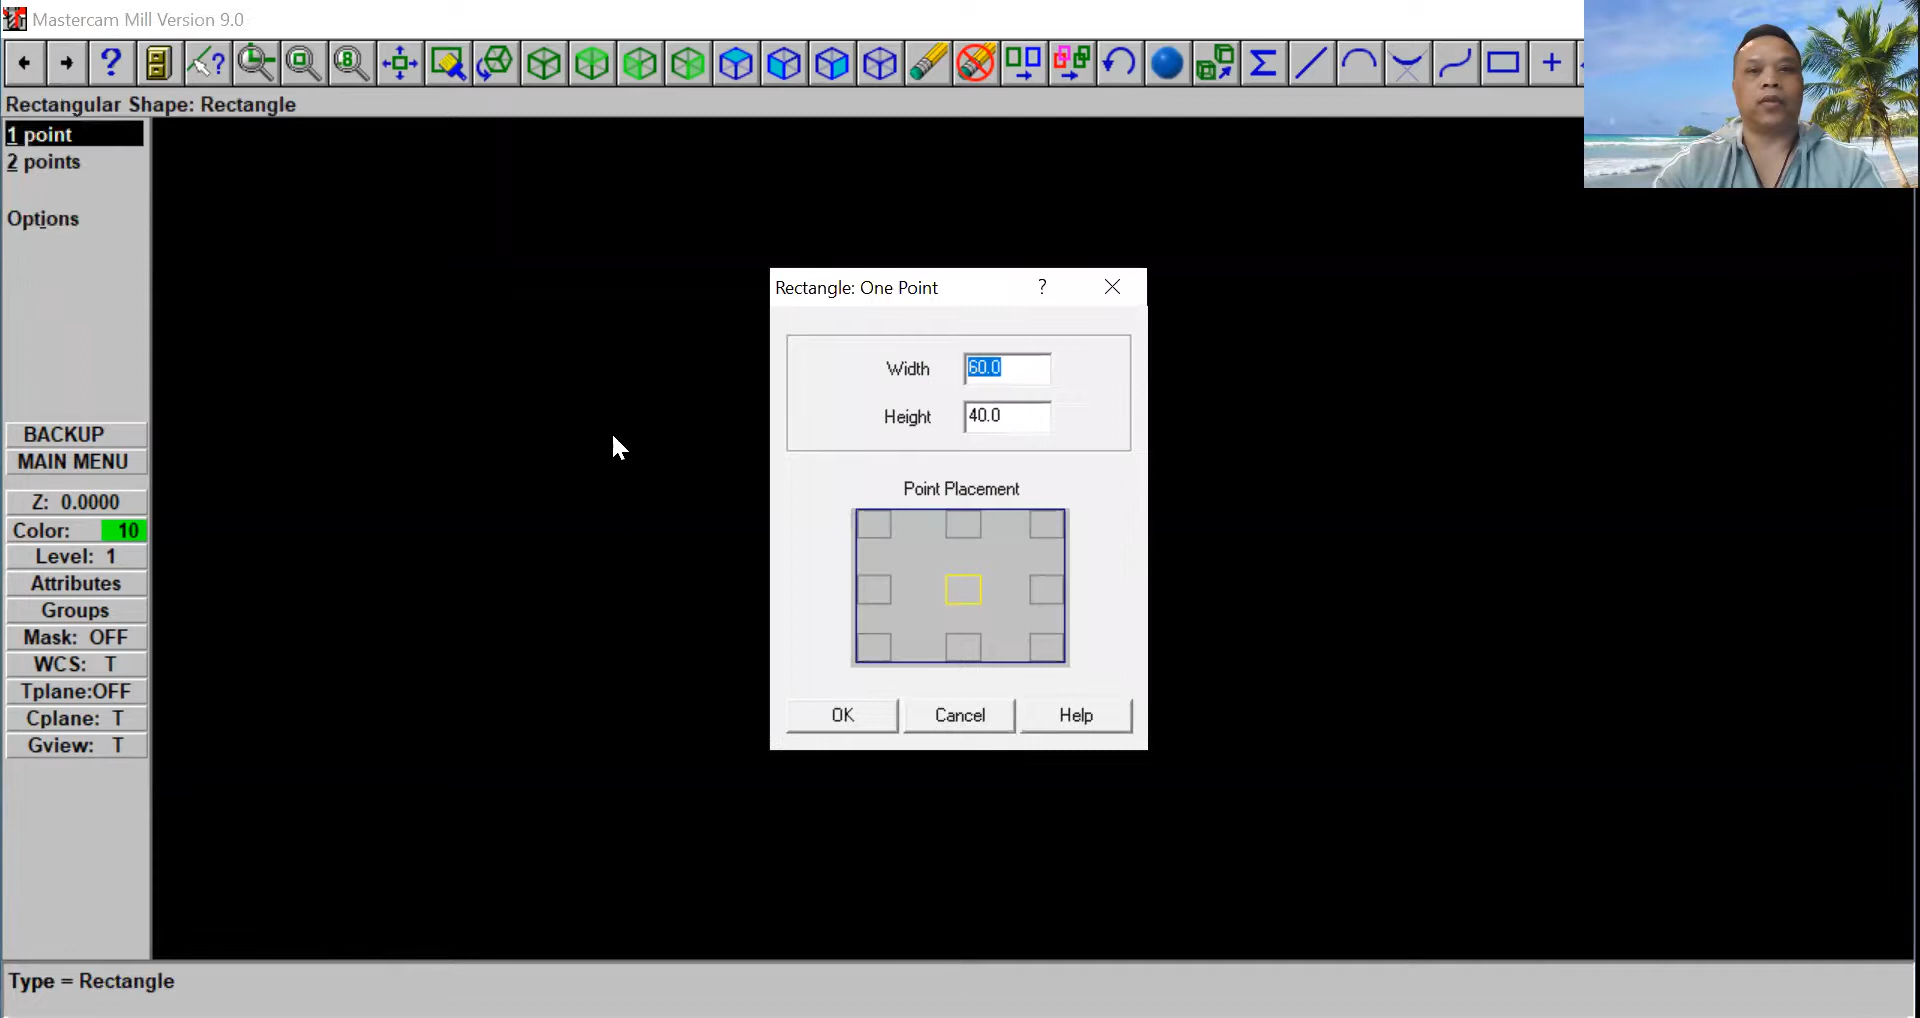 Mastercam Mill Version 9.0
Rectangular Shape: Rectangle
1 point
2 points
Options
BACKUP
MAIN MENU
Z: 0.0000
Color: 10
Level: 1
Attributes
Groups
Mask: OFF
WCS: T
Tplane:OFF
Cplane: T
Gview: T
Rectangle: One Point
Width 60.0
Height 40.0
Point Placement
OK Cancel Help
Type = Rectangle